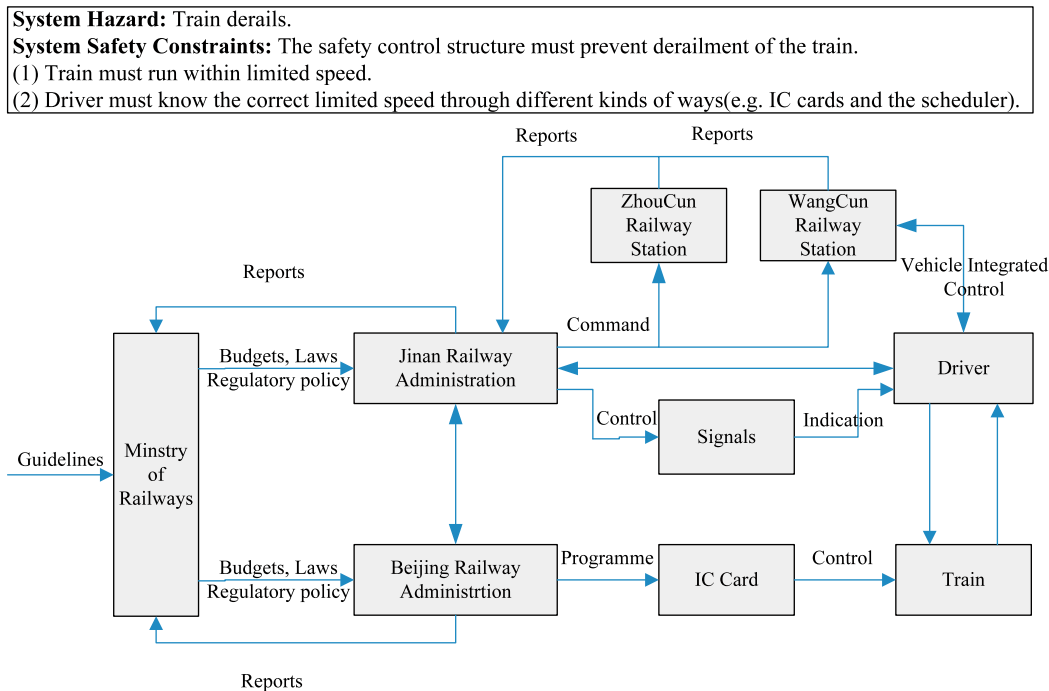 System Hazard: Train derails.
System Safety Constraints: The safety control structure must prevent derailment of the train.
(1) Train must run within limited speed.
(2) Driver must know the correct limited speed through different kinds of ways(e.g. IC cards and the scheduler).
Reports
Reports
ZhouCun
Railway
Station
WangCun
Railway
Station
Vehicle Integrated
Control
Reports
Command
Budgets, Laws
Regulatory policy
Jinan Railway
Administration
Driver
Control
Signals
Indication
Guidelines
Minstry
of
Railways
Budgets, Laws
Regulatory policy
Beijing Railway
Administrtion
Programme
IC Card
Control
Train
Reports